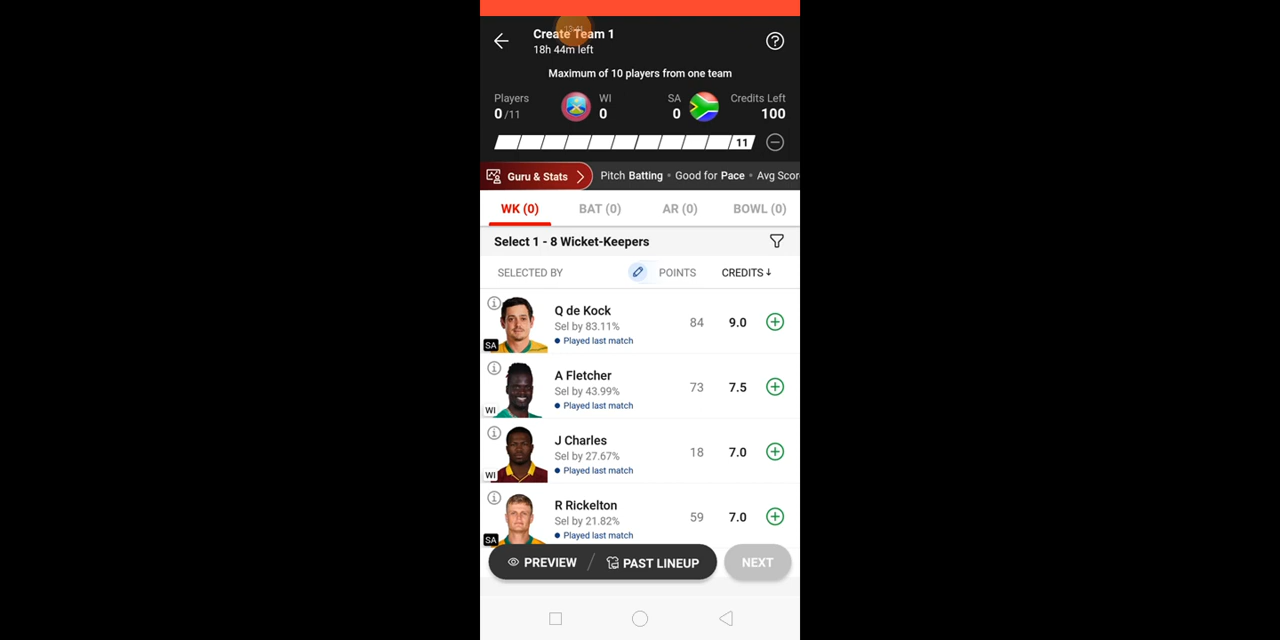 Create Team 1
18h 44m left
Maximum of 10 players from one team
Players
0/11
WI
0
SA
0
Credits Left
100
11
Guru & Stats
Pitch Batting • Good for Pace • Avg Scor
WK (0) BAT (0) AR (0) BOWL (0)
Select 1 - 8 Wicket-Keepers
SELECTED BY POINTS CREDITS↓
Q de Kock
Sel by 83.11%
Played last match
SA
84 9.0
A Fletcher
Sel by 43.99%
Played last match
WI
73 7.5
J Charles
Sel by 27.67%
Played last match
WI
18 7.0
R Rickelton
Sel by 21.82%
Played last match
SA
59 7.0
PREVIEW / PAST LINEUP NEXT